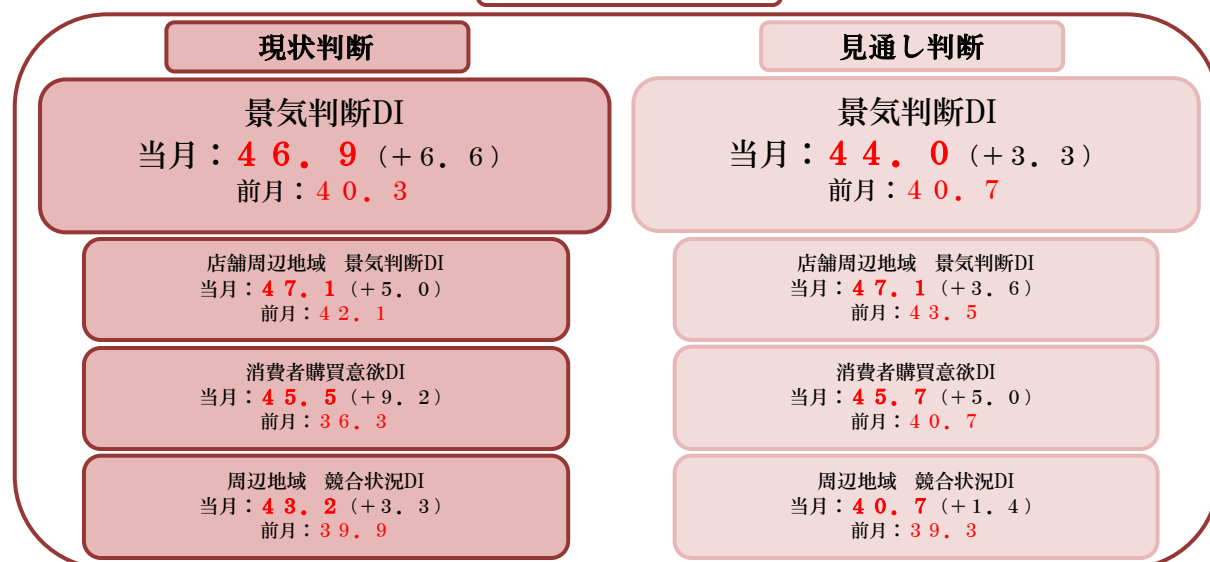 現状判断
景気判断DI
当月：４６．９（＋６．６）
前月：４０．３
店舗周辺地域　景気判断DI
当月：４７．１（＋５．０）
前月：４２．１
消費者購買意欲DI
当月：４５．５（＋９．２）
前月：３６．３
周辺地域　競合状況DI
当月：４３．２（＋３．３）
前月：３９．９
見通し判断
景気判断DI
当月：４４．０（＋３．３）
前月：４０．７
店舗周辺地域　景気判断DI
当月：４７．１（＋３．６）
前月：４３．５
消費者購買意欲DI
当月：４５．７（＋５．０）
前月：４０．７
周辺地域　競合状況DI
当月：４０．７（＋１．４）
前月：３９．３